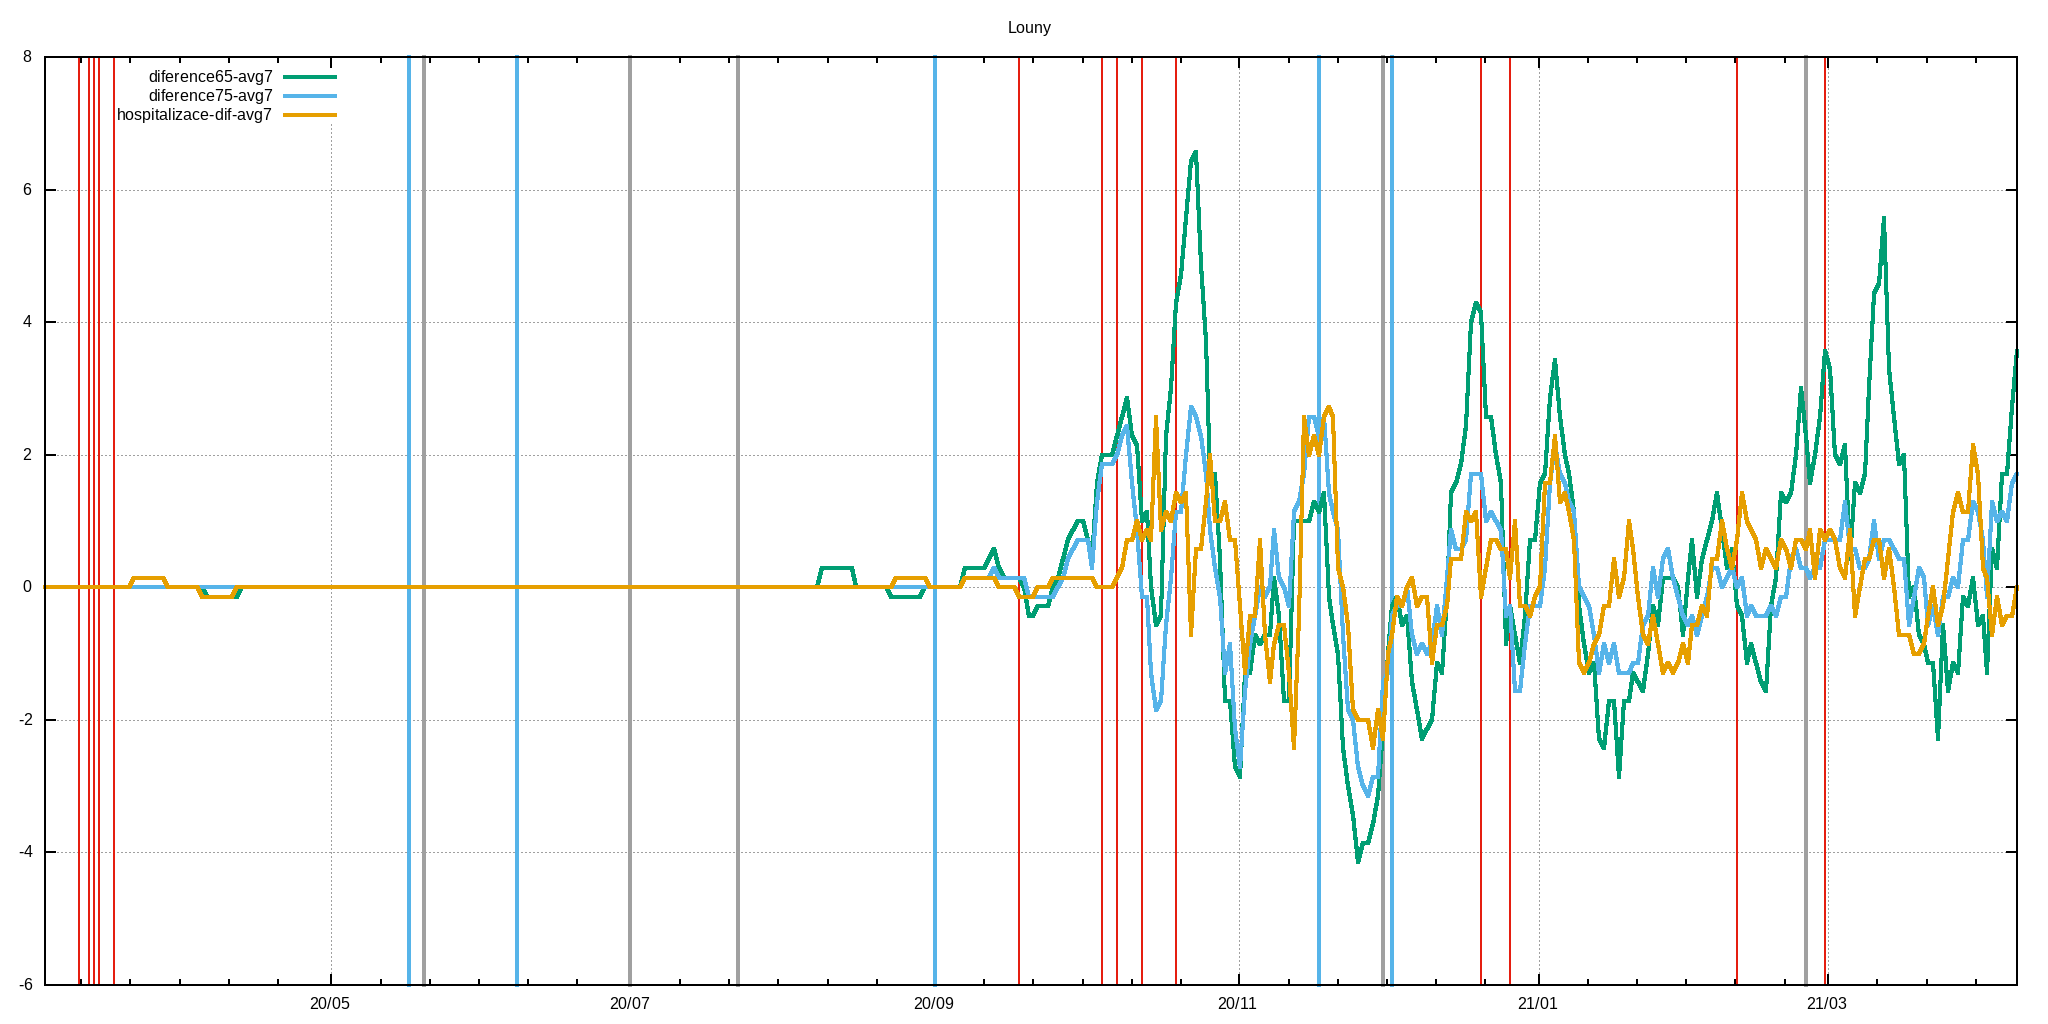 Louny
diference65-avg7
diference75-avg7
hospitalizace-dif-avg7
8
6
4
2
0
-2
-4
-6
20/05 20/07 20/09 20/11 21/01 21/03